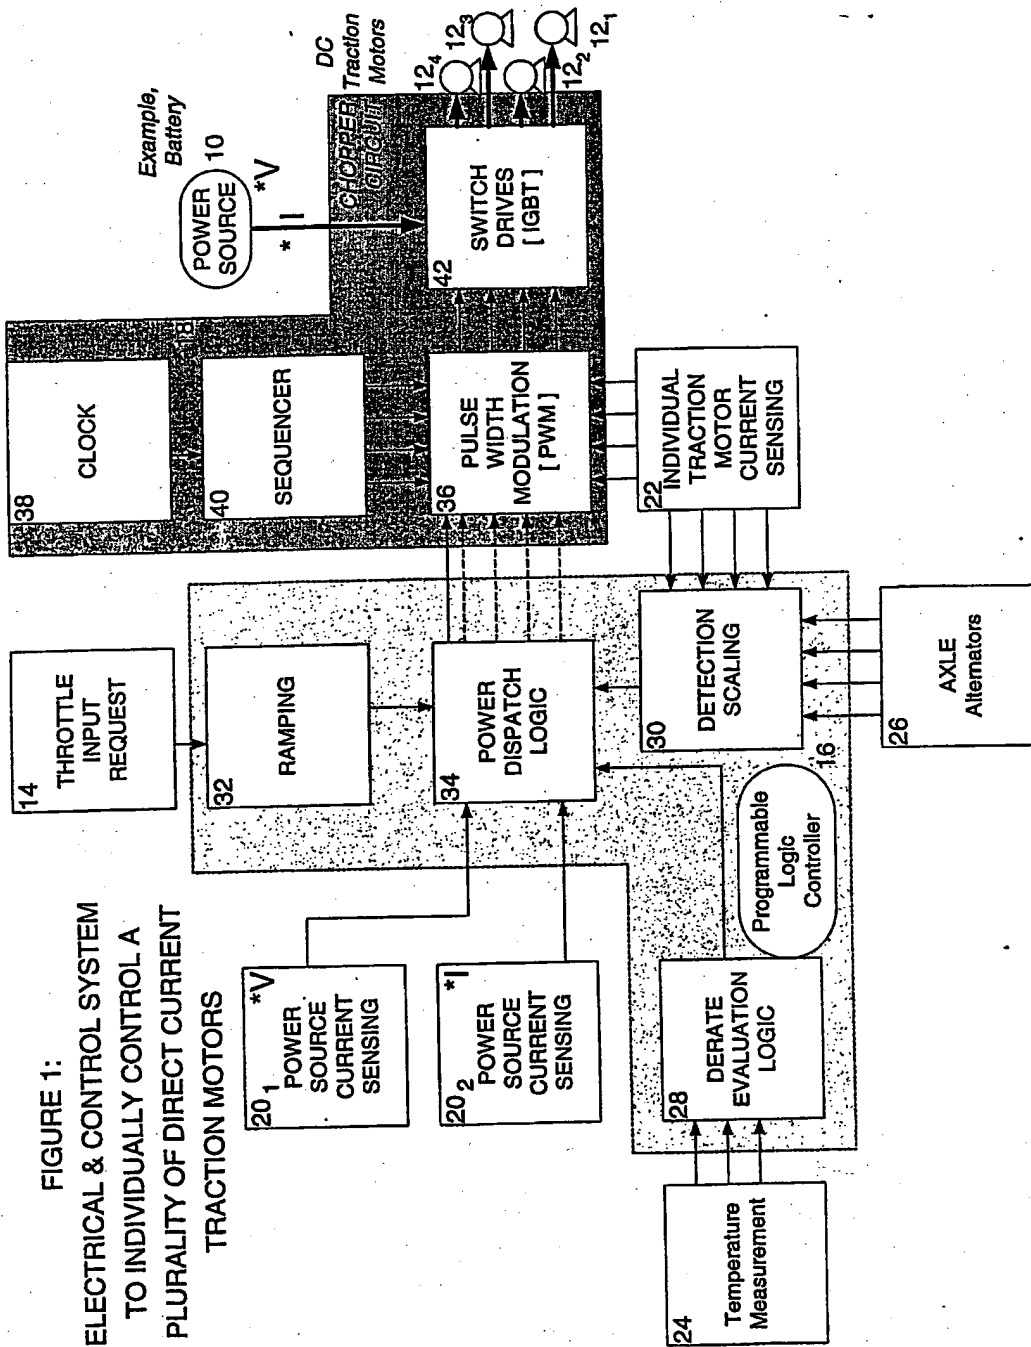 FIGURE 1:
ELECTRICAL & CONTROL SYSTEM
TO INDIVIDUALLY CONTROL A
PLURALITY OF DIRECT CURRENT
TRACTION MOTORS
14
THROTTLE
INPUT
REQUEST
38
CLOCK
18
40
SEQUENCER
Example,
Battery
POWER
SOURCE
10
*V
* I
CHOPPER
CIRCUIT
DC
Traction
Motors
12₄
12₃
12₂
12₁
32
RAMPING
20₁
*V
POWER
SOURCE
CURRENT
SENSING
20₂
*I
POWER
SOURCE
CURRENT
SENSING
34
POWER
DISPATCH
LOGIC
36
PULSE
WIDTH
MODULATION
[ PWM ]
42
SWITCH
DRIVES
[ IGBT ]
24
Temperature
Measurement
28
DERATE
EVALUATION
LOGIC
Programmable
Logic
Controller
16
30
DETECTION
SCALING
22
INDIVIDUAL
TRACTION
MOTOR
CURRENT
SENSING
26
AXLE
Alternators